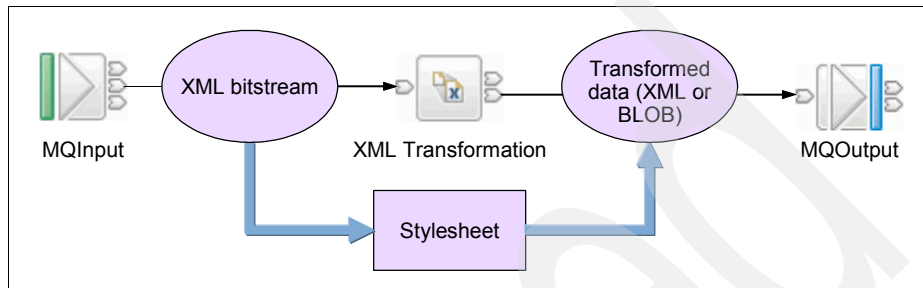 XML bitstream
Transformed
data (XML or
BLOB)
MQInput
XML Transformation
MQOutput
Stylesheet